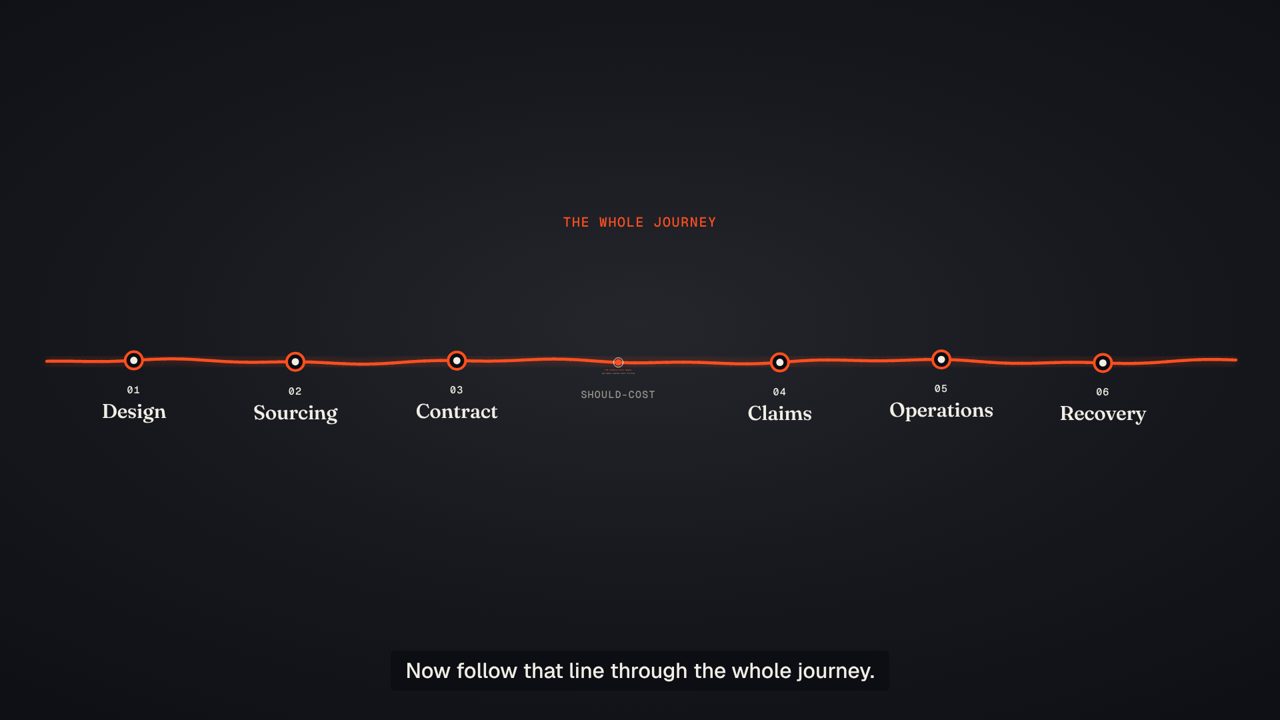 THE WHOLE JOURNEY
01
Design
02
Sourcing
03
Contract
SHOULD-COST
04
Claims
05
Operations
06
Recovery
Now follow that line through the whole journey.